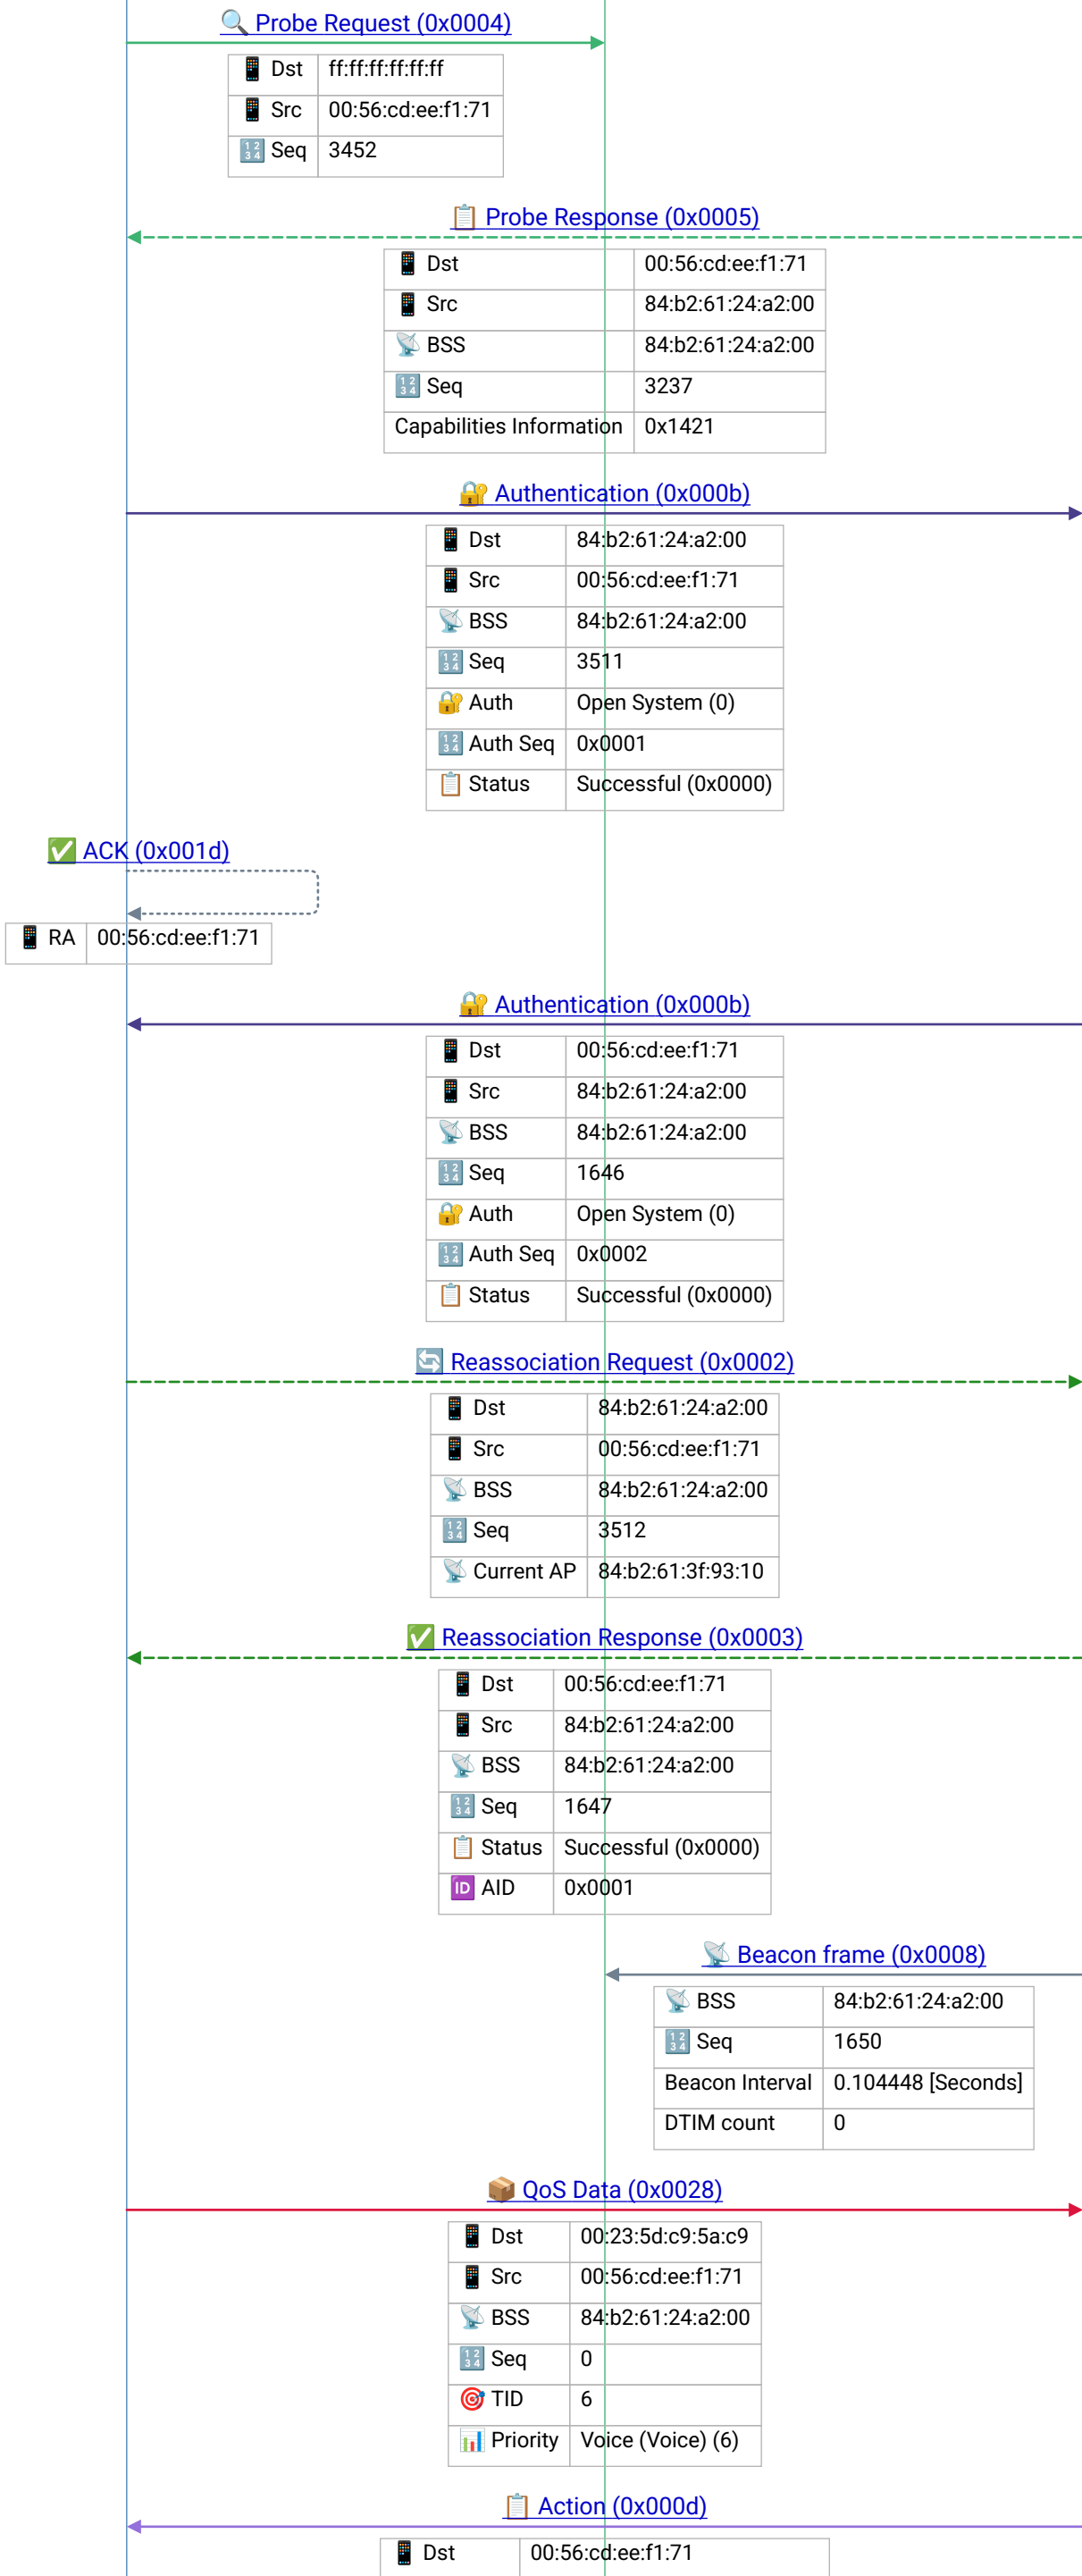 🔍 Probe Request (0x0004)
📱 Dst ff:ff:ff:ff:ff:ff
📱 Src 00:56:cd:ee:f1:71
🔢 Seq 3452
📋 Probe Response (0x0005)
📱 Dst 00:56:cd:ee:f1:71
📱 Src 84:b2:61:24:a2:00
📡 BSS 84:b2:61:24:a2:00
🔢 Seq 3237
Capabilities Information 0x1421
🔐 Authentication (0x000b)
📱 Dst 84:b2:61:24:a2:00
📱 Src 00:56:cd:ee:f1:71
📡 BSS 84:b2:61:24:a2:00
🔢 Seq 3511
🔐 Auth Open System (0)
🔢 Auth Seq 0x0001
📋 Status Successful (0x0000)
✅ ACK (0x001d)
📱 RA 00:56:cd:ee:f1:71
🔐 Authentication (0x000b)
📱 Dst 00:56:cd:ee:f1:71
📱 Src 84:b2:61:24:a2:00
📡 BSS 84:b2:61:24:a2:00
🔢 Seq 1646
🔐 Auth Open System (0)
🔢 Auth Seq 0x0002
📋 Status Successful (0x0000)
🔄 Reassociation Request (0x0002)
📱 Dst 84:b2:61:24:a2:00
📱 Src 00:56:cd:ee:f1:71
📡 BSS 84:b2:61:24:a2:00
🔢 Seq 3512
📡 Current AP 84:b2:61:3f:93:10
✅ Reassociation Response (0x0003)
📱 Dst 00:56:cd:ee:f1:71
📱 Src 84:b2:61:24:a2:00
📡 BSS 84:b2:61:24:a2:00
🔢 Seq 1647
📋 Status Successful (0x0000)
🆔 AID 0x0001
📡 Beacon frame (0x0008)
📡 BSS 84:b2:61:24:a2:00
🔢 Seq 1650
Beacon Interval 0.104448 [Seconds]
DTIM count 0
📦 QoS Data (0x0028)
📱 Dst 00:23:5d:c9:5a:c9
📱 Src 00:56:cd:ee:f1:71
📡 BSS 84:b2:61:24:a2:00
🔢 Seq 0
🎯 TID 6
📊 Priority Voice (Voice) (6)
📋 Action (0x000d)
📱 Dst 00:56:cd:ee:f1:71